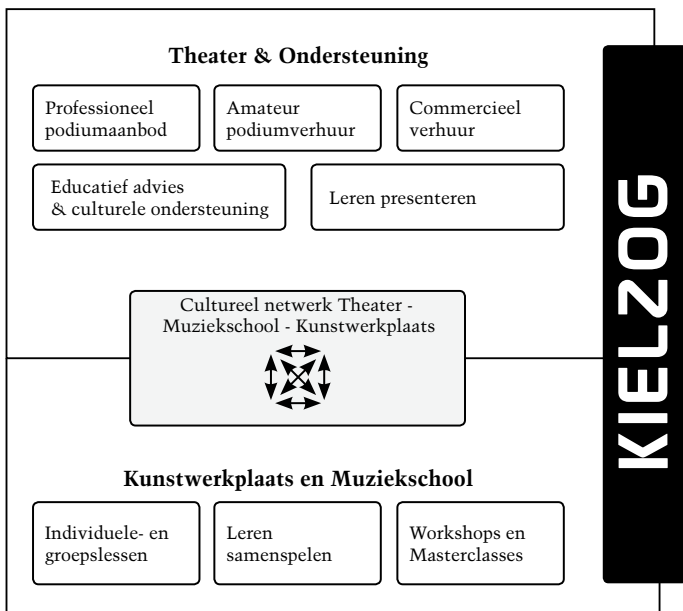 Theater & Ondersteuning
Professioneel
podiumaanbod
Amateur
podiumverhuur
Commercieel
verhuur
Educatief advies
& culturele ondersteuning
Leren presenteren
Cultureel netwerk Theater -
Muziekschool - Kunstwerkplaats
Kunstwerkplaats en Muziekschool
Individuele- en
groepslessen
Leren
samenspelen
Workshops en
Masterclasses
KIELZOG